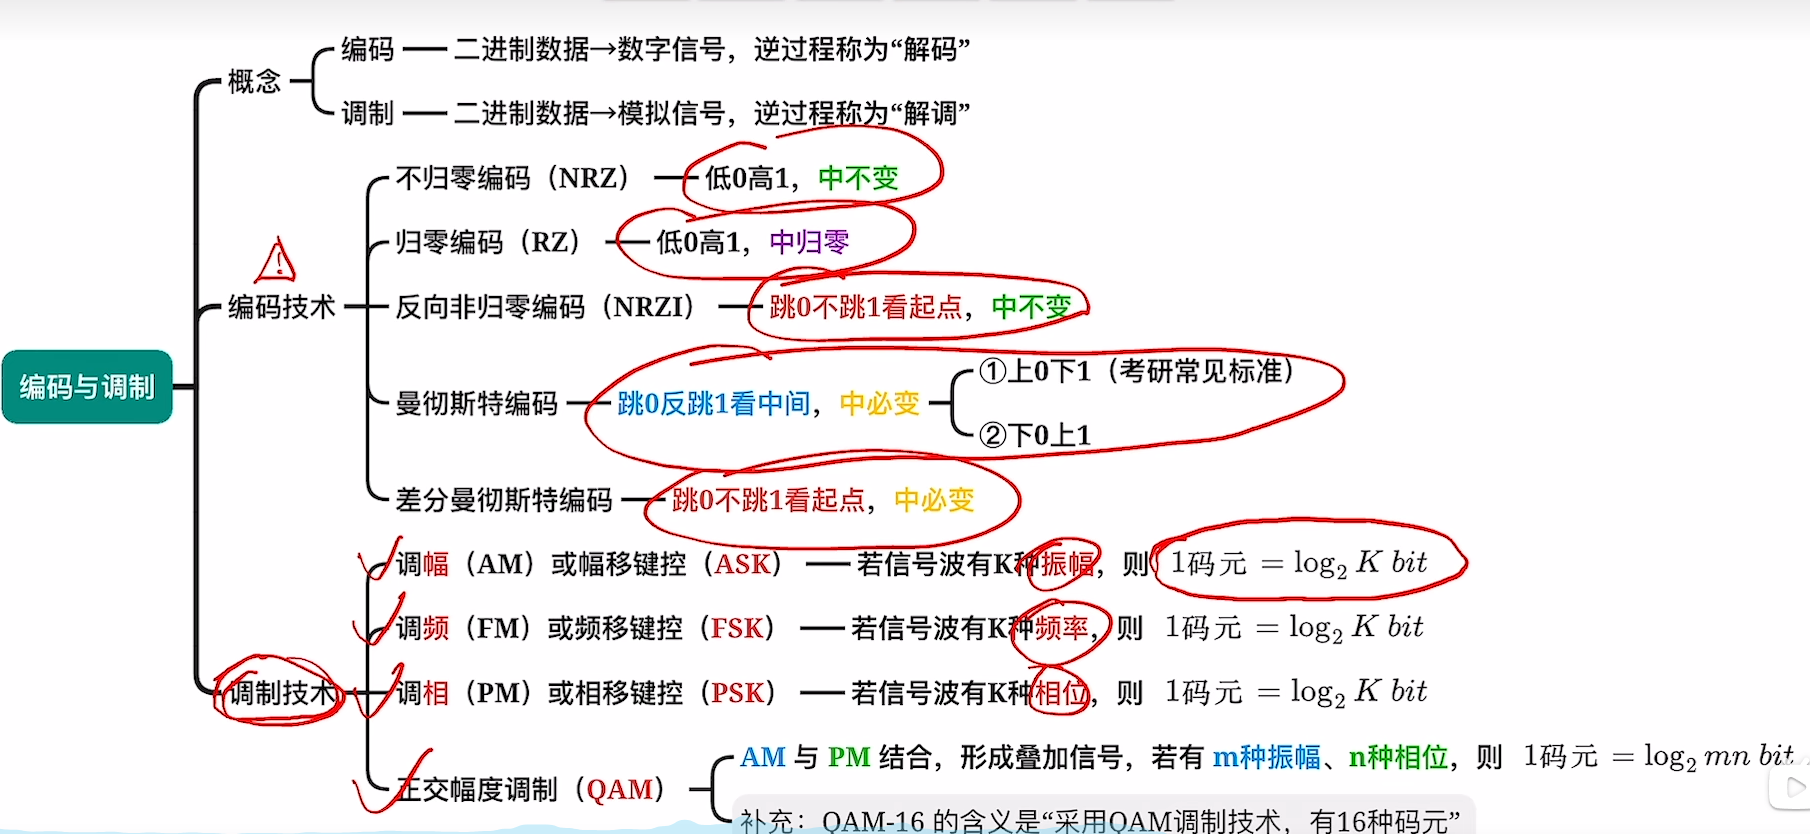 编码与调制
概念
编码 二进制数据→数字信号，逆过程称为“解码”
调制 二进制数据→模拟信号，逆过程称为“解调”
编码技术
不归零编码（NRZ） 低0高1，中不变
归零编码（RZ） 低0高1，中归零
反向非归零编码（NRZI） 跳0不跳1看起点，中不变
曼彻斯特编码 跳0反跳1看中间，中必变
①上0下1（考研常见标准）
②下0上1
差分曼彻斯特编码 跳0不跳1看起点，中必变
调制技术
调幅（AM）或幅移键控（ASK） 若信号波有K种振幅，则 1码元 = log₂ K bit
调频（FM）或频移键控（FSK） 若信号波有K种频率，则 1码元 = log₂ K bit
调相（PM）或相移键控（PSK） 若信号波有K种相位，则 1码元 = log₂ K bit
正交幅度调制（QAM）
AM 与 PM 结合，形成叠加信号，若有 m种振幅、n种相位，则 1码元 = log₂ mn bit
补充：QAM-16 的含义是“采用QAM调制技术，有16种码元”